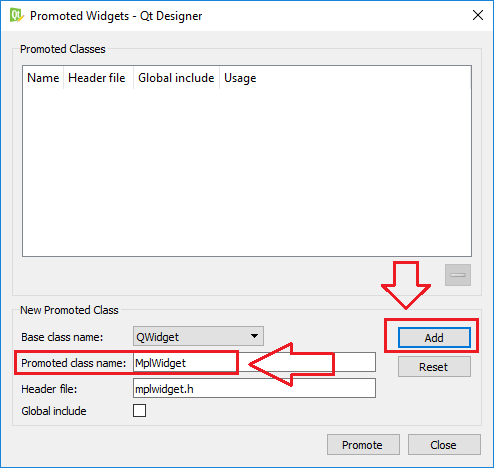 Promoted Widgets - Qt Designer
Promoted Classes
Name Header file Global include Usage
New Promoted Class
Base class name: QWidget Add
Promoted class name: MplWidget Reset
Header file: mplwidget.h
Global include
Promote Close